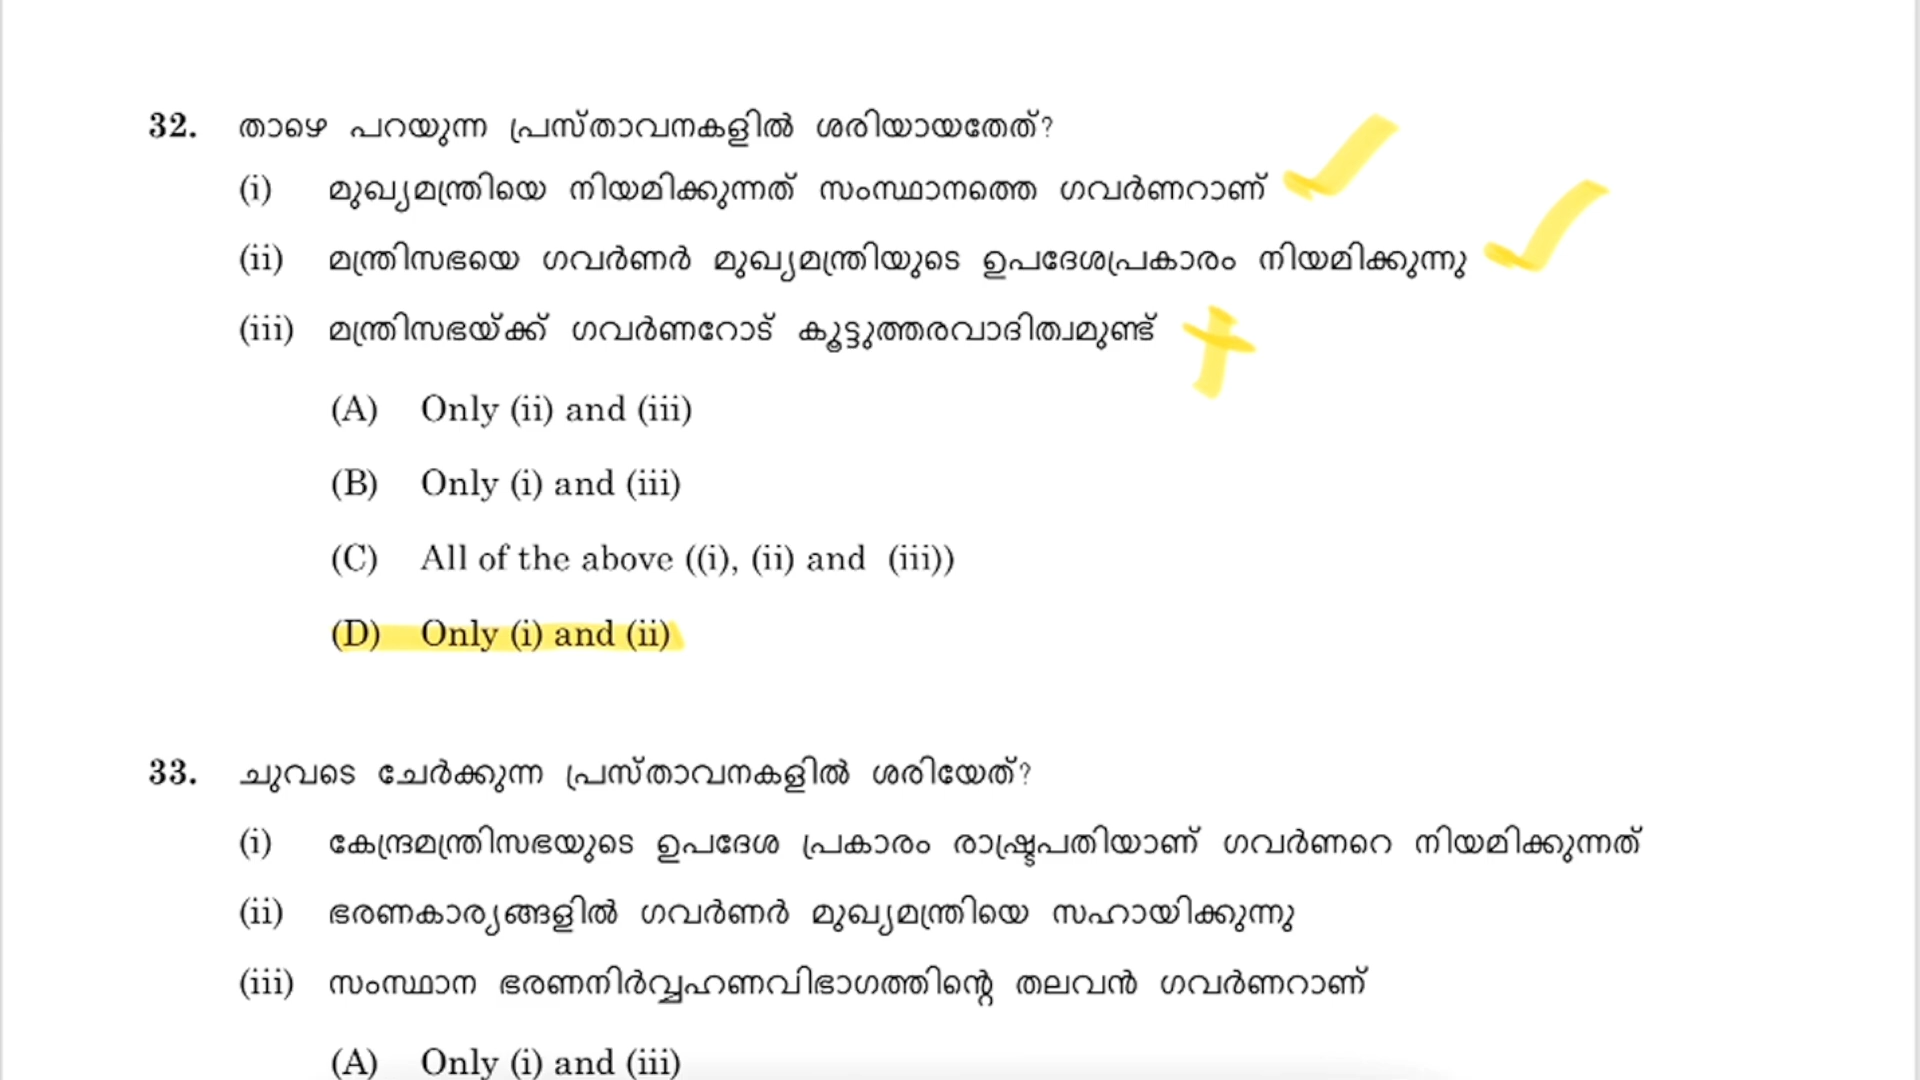 32. താഴെ പറയുന്ന പ്രസ്താവനകളിൽ ശരിയായതേത്?
(i) മുഖ്യമന്ത്രിയെ നിയമിക്കുന്നത് സംസ്ഥാനത്തെ ഗവർണറാണ്
(ii) മന്ത്രിസഭയെ ഗവർണർ മുഖ്യമന്ത്രിയുടെ ഉപദേശപ്രകാരം നിയമിക്കുന്നു
(iii) മന്ത്രിസഭയ്ക്ക് ഗവർണറോട് കൂട്ടുത്തരവാദിത്വമുണ്ട്
(A) Only (ii) and (iii)
(B) Only (i) and (iii)
(C) All of the above ((i), (ii) and (iii))
(D) Only (i) and (ii)
33. ചുവടെ ചേർക്കുന്ന പ്രസ്താവനകളിൽ ശരിയേത്?
(i) കേന്ദ്രമന്ത്രിസഭയുടെ ഉപദേശ പ്രകാരം രാഷ്ട്രപതിയാണ് ഗവർണറെ നിയമിക്കുന്നത്
(ii) ഭരണകാര്യങ്ങളിൽ ഗവർണർ മുഖ്യമന്ത്രിയെ സഹായിക്കുന്നു
(iii) സംസ്ഥാന ഭരണനിർവ്വഹണവിഭാഗത്തിന്റെ തലവൻ ഗവർണറാണ്
(A) Only (i) and (iii)